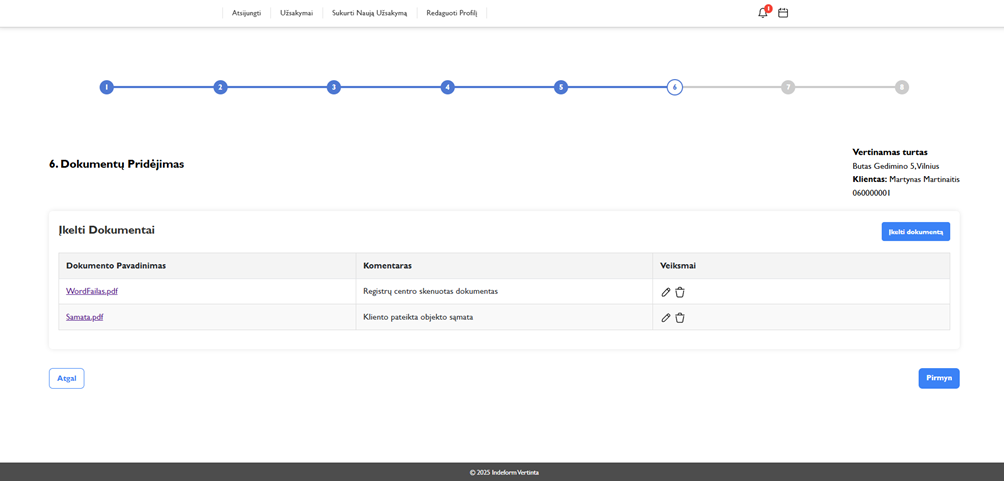 Atsijungti Užsakymai Sukurti Naują Užsakymą Redaguoti Profilį 1
1 2 3 4 5 6 7 8
6. Dokumentų Pridėjimas
Vertinamas turtas
Butas Gedimino 5,Vilnius
Klientas: Martynas Martinaitis
060000001
Įkelti Dokumentai
Įkelti dokumentą
Dokumento Pavadinimas Komentaras Veiksmai
WordFailas.pdf Registrų centro skenuotas dokumentas
Samata.pdf Kliento pateikta objekto sąmata
Atgal Pirmyn
© 2025 IndeformVertinta